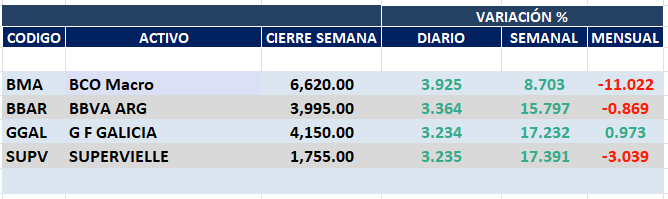 VARIACIÓN %
CODIGO ACTIVO CIERRE SEMANA DIARIO SEMANAL MENSUAL
BMA BCO Macro 6,620.00 3.925 8.703 -11.022
BBAR BBVA ARG 3,995.00 3.364 15.797 -0.869
GGAL G F GALICIA 4,150.00 3.234 17.232 0.973
SUPV SUPERVIELLE 1,755.00 3.235 17.391 -3.039